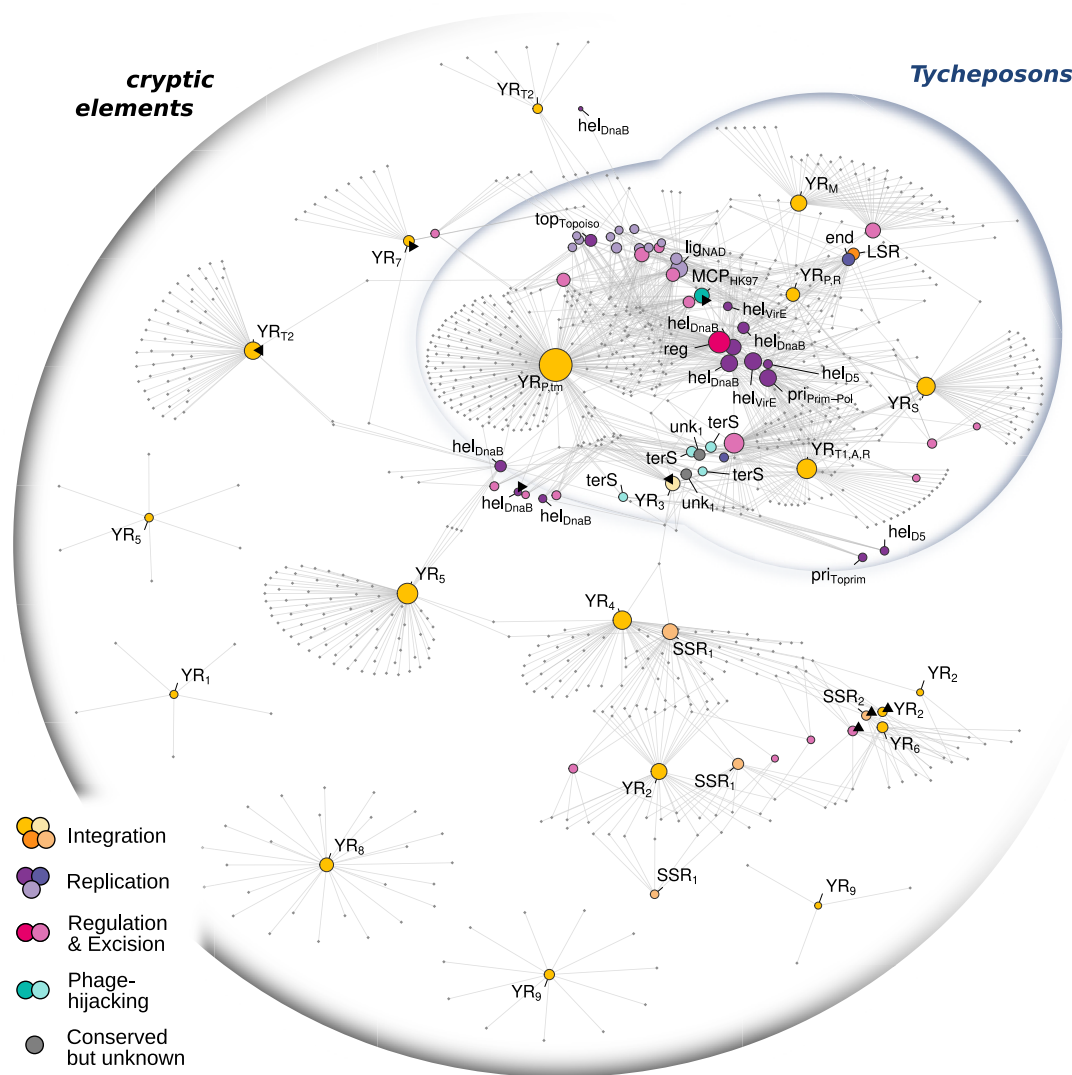 cryptic
elements
Tycheposons
YRT2
helDnaB
YRM
topTopoiso
end
LSR
YR7
ligNAD
MCPHK97
YRP,R
helVirE
helDnaB
helDnaB
YRT2
reg
helD5
helDnaB
YRP,tm
priPrim–Pol
helVirE
YRS
terS
unk1
helDnaB
terS
YRT1,A,R
terS
terS
YR3
unk1
helDnaB
helDnaB
YR5
helD5
priToprim
YR5
YR4
SSR1
YR1
YR2
SSR2
YR2
YR6
YR2
SSR1
Integration
YR8
SSR1
Replication
YR9
Regulation
& Excision
YR9
Phage-
hijacking
Conserved
but unknown